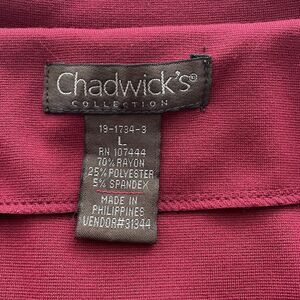 Chadwick's®
COLLECTION
19-1734-3
L
RN 107444
70% RAYON
25% POLYESTER
5% SPANDEX
MADE IN
PHILIPPINES
VENDOR#31344